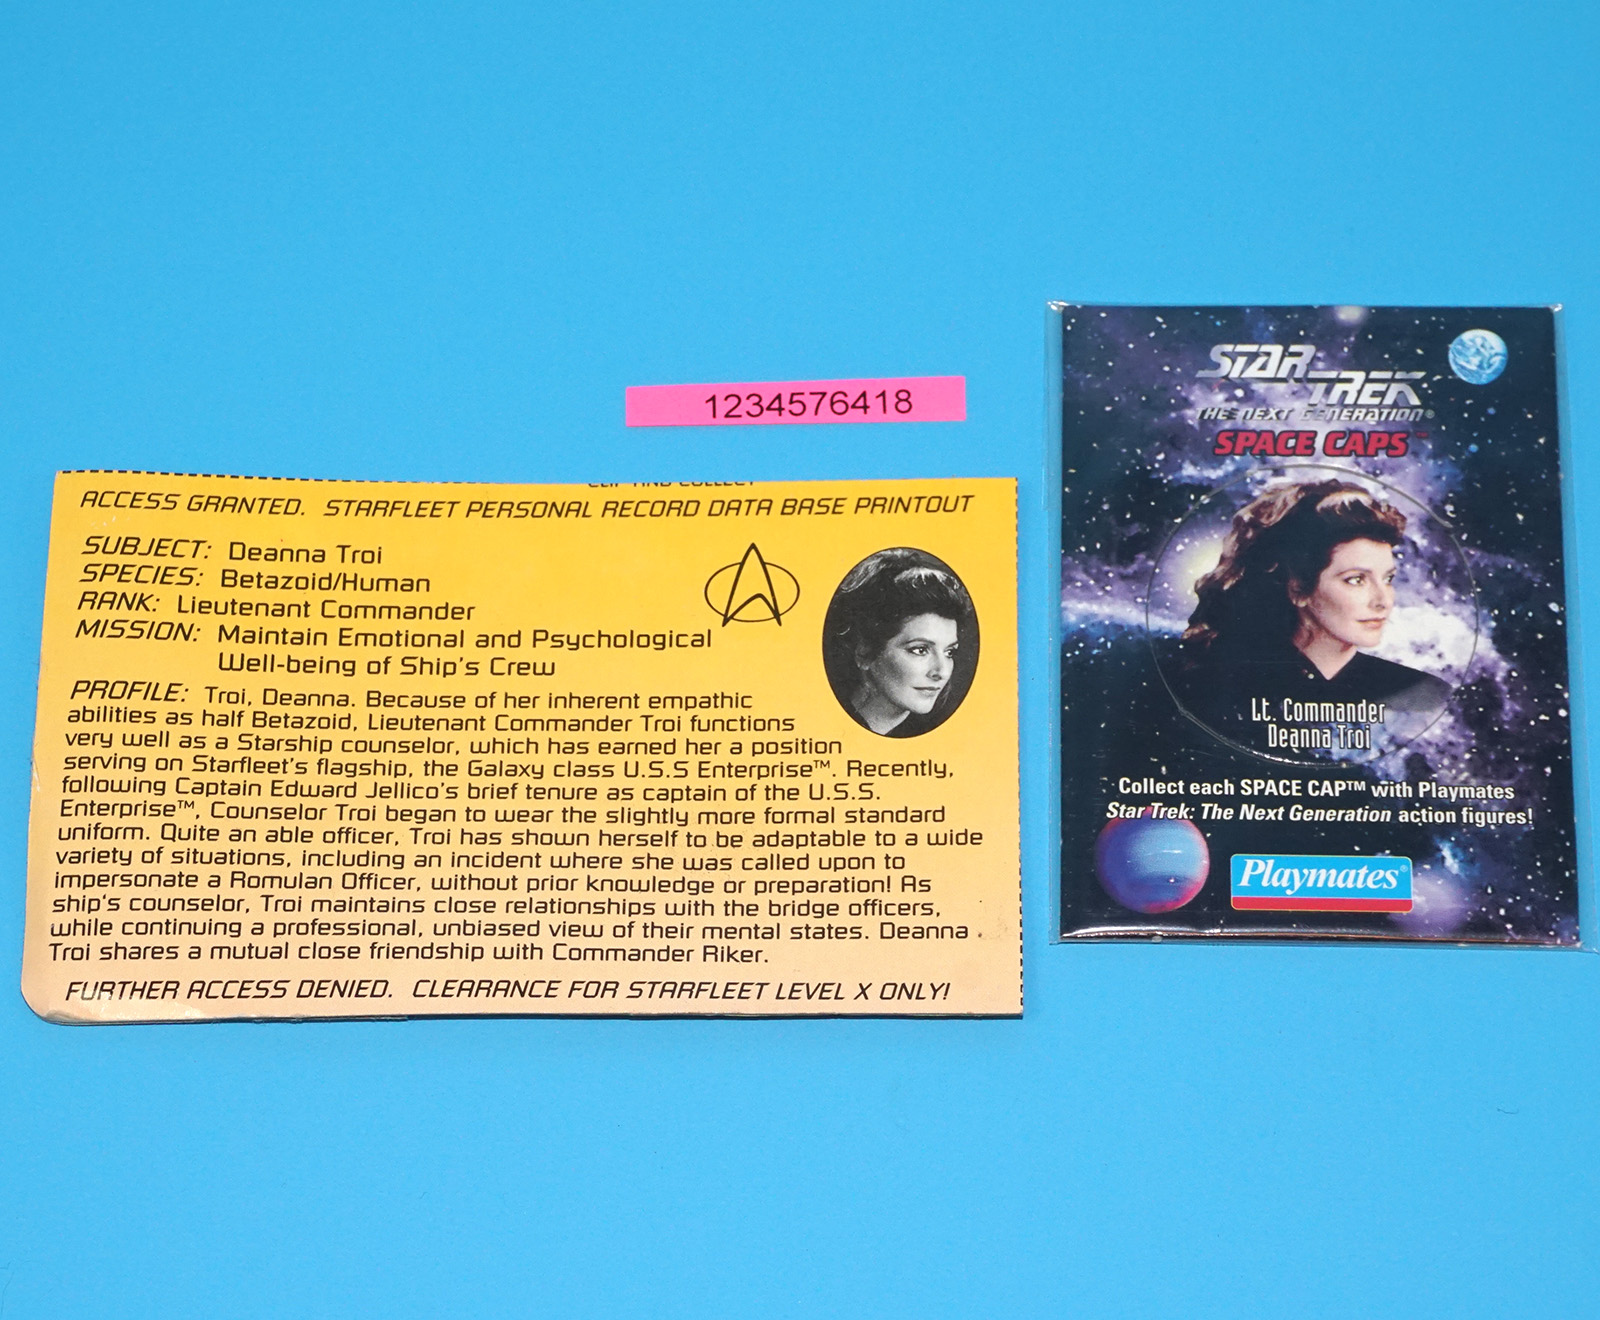 1234576418
CLIP AND COLLECT
ACCESS GRANTED. STARFLEET PERSONAL RECORD DATA BASE PRINTOUT
SUBJECT: Deanna Troi
SPECIES: Betazoid/Human
RANK: Lieutenant Commander
MISSION: Maintain Emotional and Psychological
Well-being of Ship's Crew
PROFILE: Troi, Deanna. Because of her inherent empathic
abilities as half Betazoid, Lieutenant Commander Troi functions
very well as a Starship counselor, which has earned her a position
serving on Starfleet's flagship, the Galaxy class U.S.S Enterprise™. Recently,
following Captain Edward Jellico's brief tenure as captain of the U.S.S.
Enterprise™, Counselor Troi began to wear the slightly more formal standard
uniform. Quite an able officer, Troi has shown herself to be adaptable to a wide
variety of situations, including an incident where she was called upon to
impersonate a Romulan Officer, without prior knowledge or preparation! As
ship's counselor, Troi maintains close relationships with the bridge officers,
while continuing a professional, unbiased view of their mental states. Deanna
Troi shares a mutual close friendship with Commander Riker.
FURTHER ACCESS DENIED. CLEARANCE FOR STARFLEET LEVEL X ONLY!
STAR
TREK
THE NEXT GENERATION®
SPACE CAPS™
Lt. Commander
Deanna Troi
Collect each SPACE CAP™ with Playmates
Star Trek: The Next Generation action figures!
Playmates®